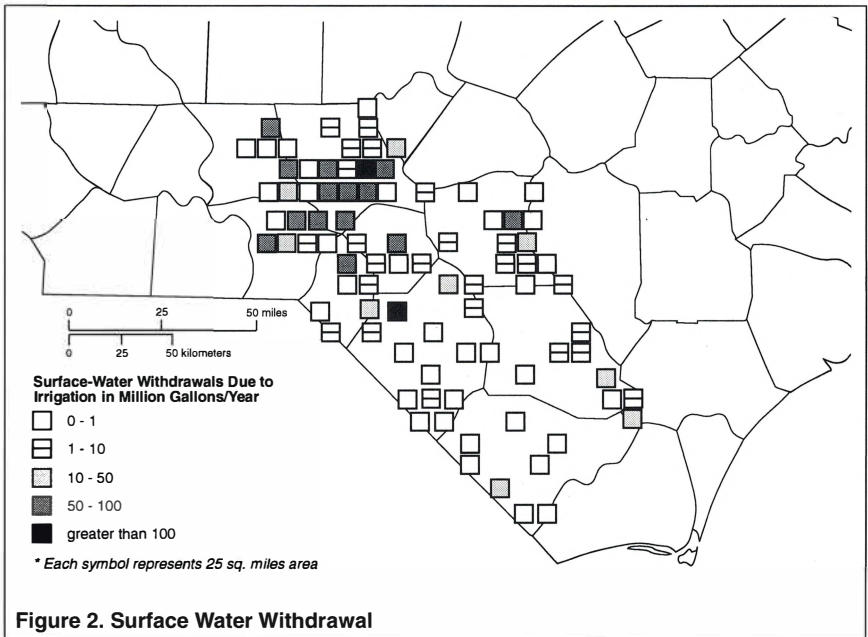 0 25 50 miles
0 25 50 kilometers
Surface-Water Withdrawals Due to
Irrigation in Million Gallons/Year
0 - 1
1 - 10
10 - 50
50 - 100
greater than 100
* Each symbol represents 25 sq. miles area
Figure 2. Surface Water Withdrawal